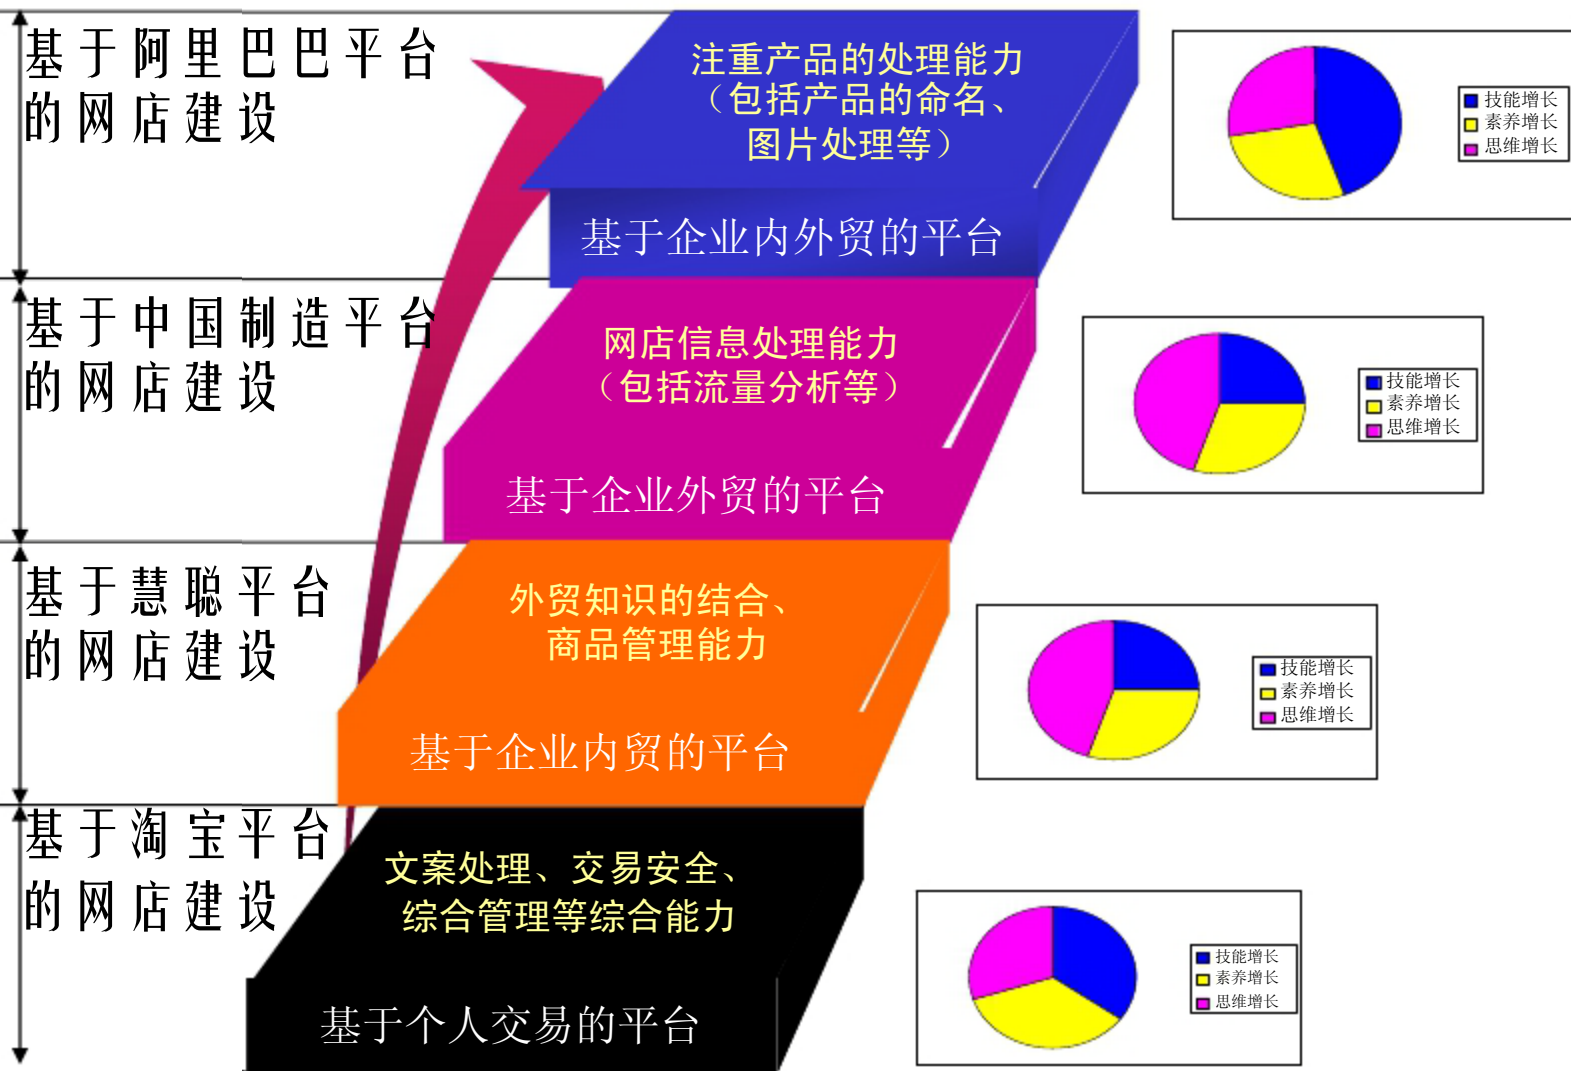 基于阿里巴巴平台
的网店建设
注重产品的处理能力
（包括产品的命名、
图片处理等）
基于企业内外贸的平台
技能增长
素养增长
思维增长
基于中国制造平台
的网店建设
网店信息处理能力
（包括流量分析等）
基于企业外贸的平台
技能增长
素养增长
思维增长
基于慧聪平台
的网店建设
外贸知识的结合、
商品管理能力
基于企业内贸的平台
技能增长
素养增长
思维增长
基于淘宝平台
的网店建设
文案处理、交易安全、
综合管理等综合能力
基于个人交易的平台
技能增长
素养增长
思维增长